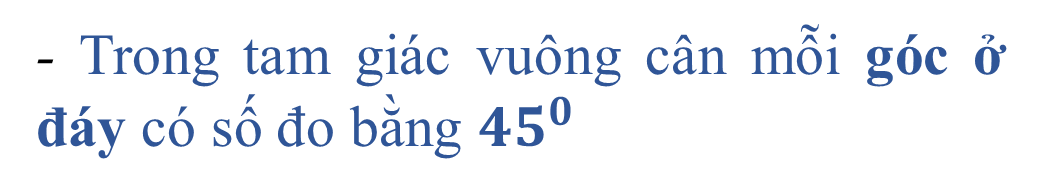 - Trong tam giác vuông cân mỗi góc ở
đáy có số đo bằng 45⁰